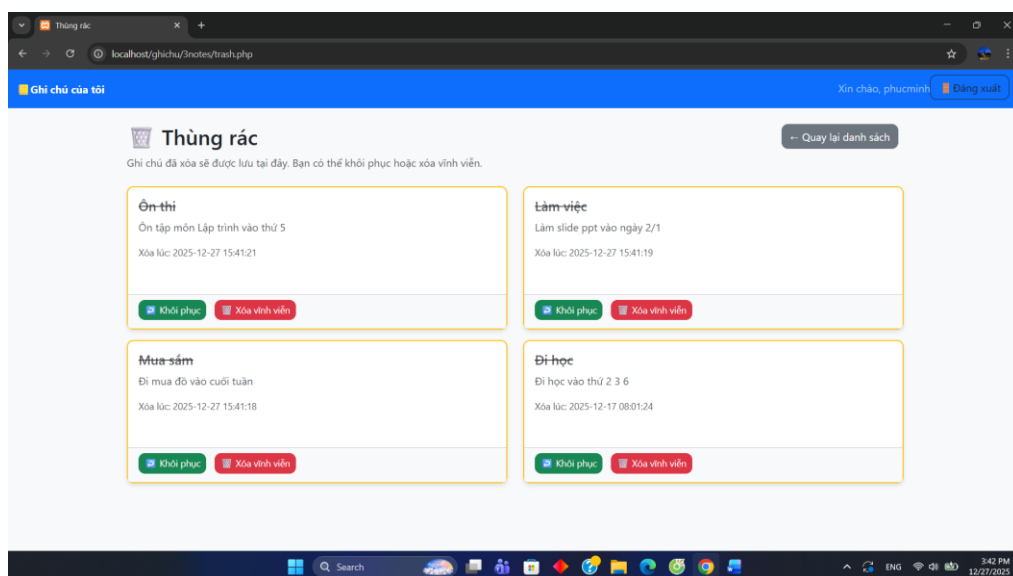 Thùng rác
localhost/ghichu/3notes/trash.php
Ghi chú của tôi
Xin chào, phucminh
Đăng xuất
Thùng rác
← Quay lại danh sách
Ghi chú đã xóa sẽ được lưu tại đây. Bạn có thể khôi phục hoặc xóa vĩnh viễn.
Ôn thi
Ôn tập môn Lập trình vào thứ 5
Xóa lúc: 2025-12-27 15:41:21
Khôi phục
Xóa vĩnh viễn
Làm việc
Làm slide ppt vào ngày 2/1
Xóa lúc: 2025-12-27 15:41:19
Khôi phục
Xóa vĩnh viễn
Mua sắm
Đi mua đồ vào cuối tuần
Xóa lúc: 2025-12-27 15:41:18
Khôi phục
Xóa vĩnh viễn
Đi học
Đi học vào thứ 2 3 6
Xóa lúc: 2025-12-17 08:01:24
Khôi phục
Xóa vĩnh viễn
Search
ENG
3:42 PM
12/27/2025